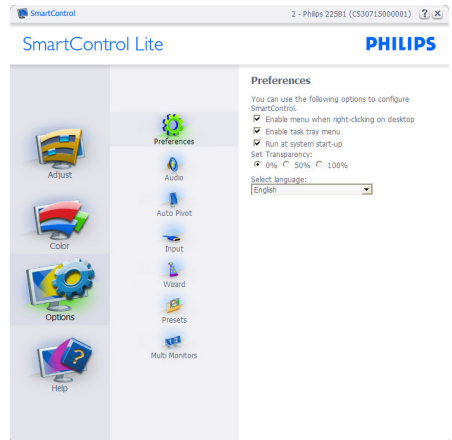 SmartControl
2 - Philips 225B1 (CS30715000001)
? ×
SmartControl Lite
PHILIPS
Adjust
Color
Options
?
Help
Preferences
Audio
Auto Pivot
Input
Wizard
Presets
Multi Monitors
Preferences
You can use the following options to configure
SmartControl.
Enable menu when right-clicking on desktop
Enable task tray menu
Run at system start-up
Set Transparency:
0% 50% 100%
Select language:
English